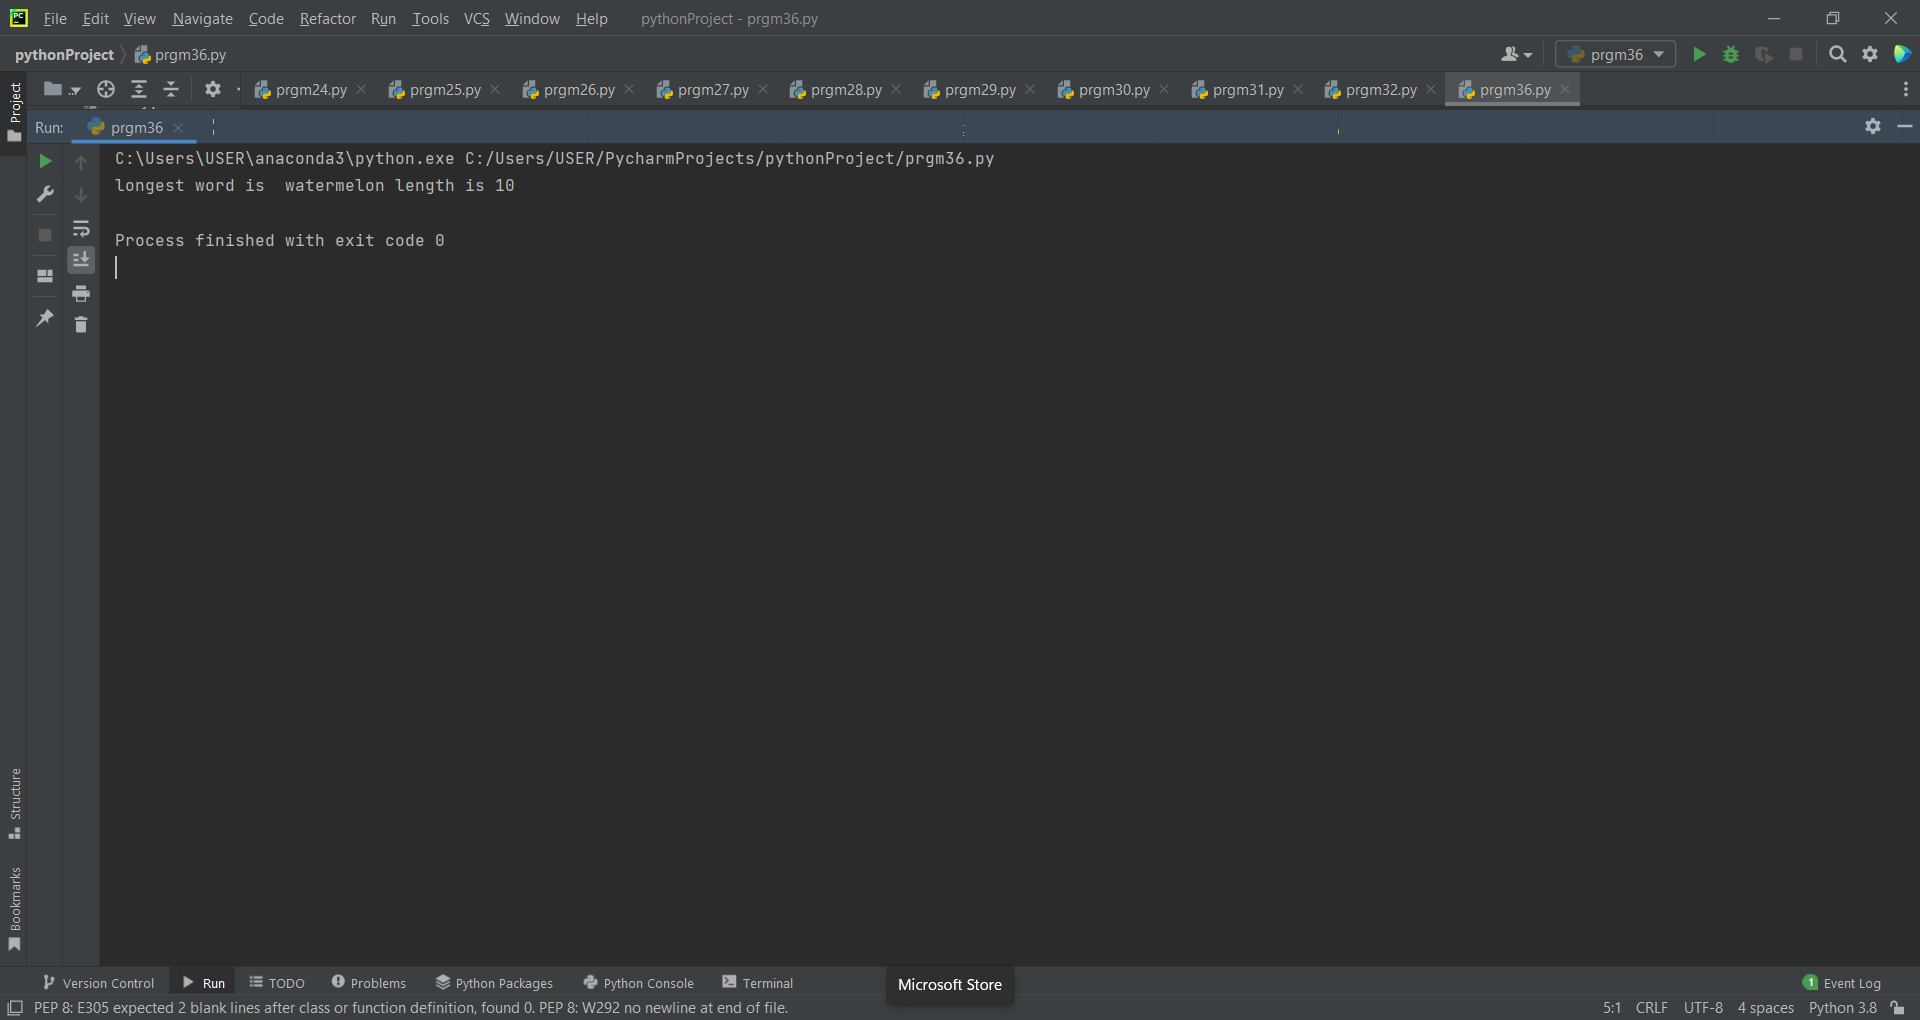 File Edit View Navigate Code Refactor Run Tools VCS Window Help pythonProject - prgm36.py
pythonProject prgm36.py prgm36
Project
prgm24.py prgm25.py prgm26.py prgm27.py prgm28.py prgm29.py prgm30.py prgm31.py prgm32.py prgm36.py
Run: prgm36
C:\Users\USER\anaconda3\python.exe C:/Users/USER/PycharmProjects/pythonProject/prgm36.py
longest word is  watermelon length is 10
Process finished with exit code 0
Structure
Bookmarks
Version Control Run TODO Problems Python Packages Python Console Terminal Microsoft Store 1 Event Log
PEP 8: E305 expected 2 blank lines after class or function definition, found 0. PEP 8: W292 no newline at end of file. 5:1 CRLF UTF-8 4 spaces Python 3.8